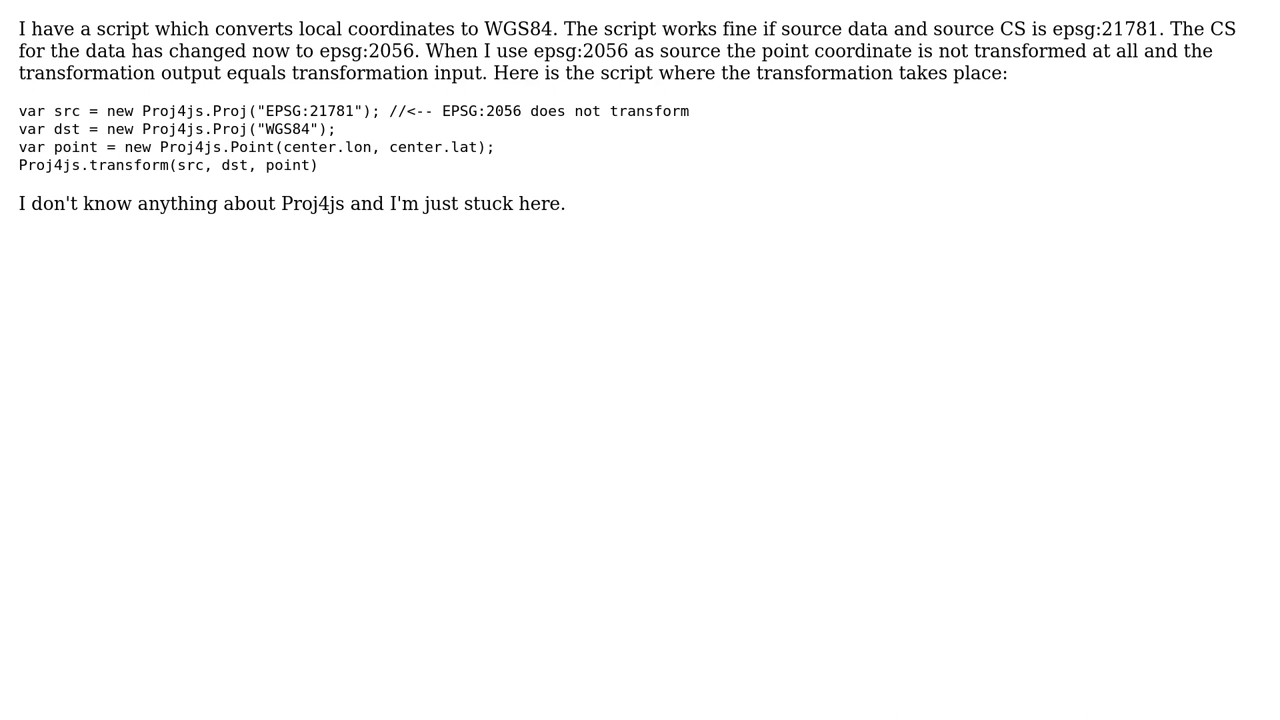 I have a script which converts local coordinates to WGS84. The script works fine if source data and source CS is epsg:21781. The CS
for the data has changed now to epsg:2056. When I use epsg:2056 as source the point coordinate is not transformed at all and the
transformation output equals transformation input. Here is the script where the transformation takes place:
var src = new Proj4js.Proj("EPSG:21781"); //<-- EPSG:2056 does not transform
var dst = new Proj4js.Proj("WGS84");
var point = new Proj4js.Point(center.lon, center.lat);
Proj4js.transform(src, dst, point)
I don't know anything about Proj4js and I'm just stuck here.